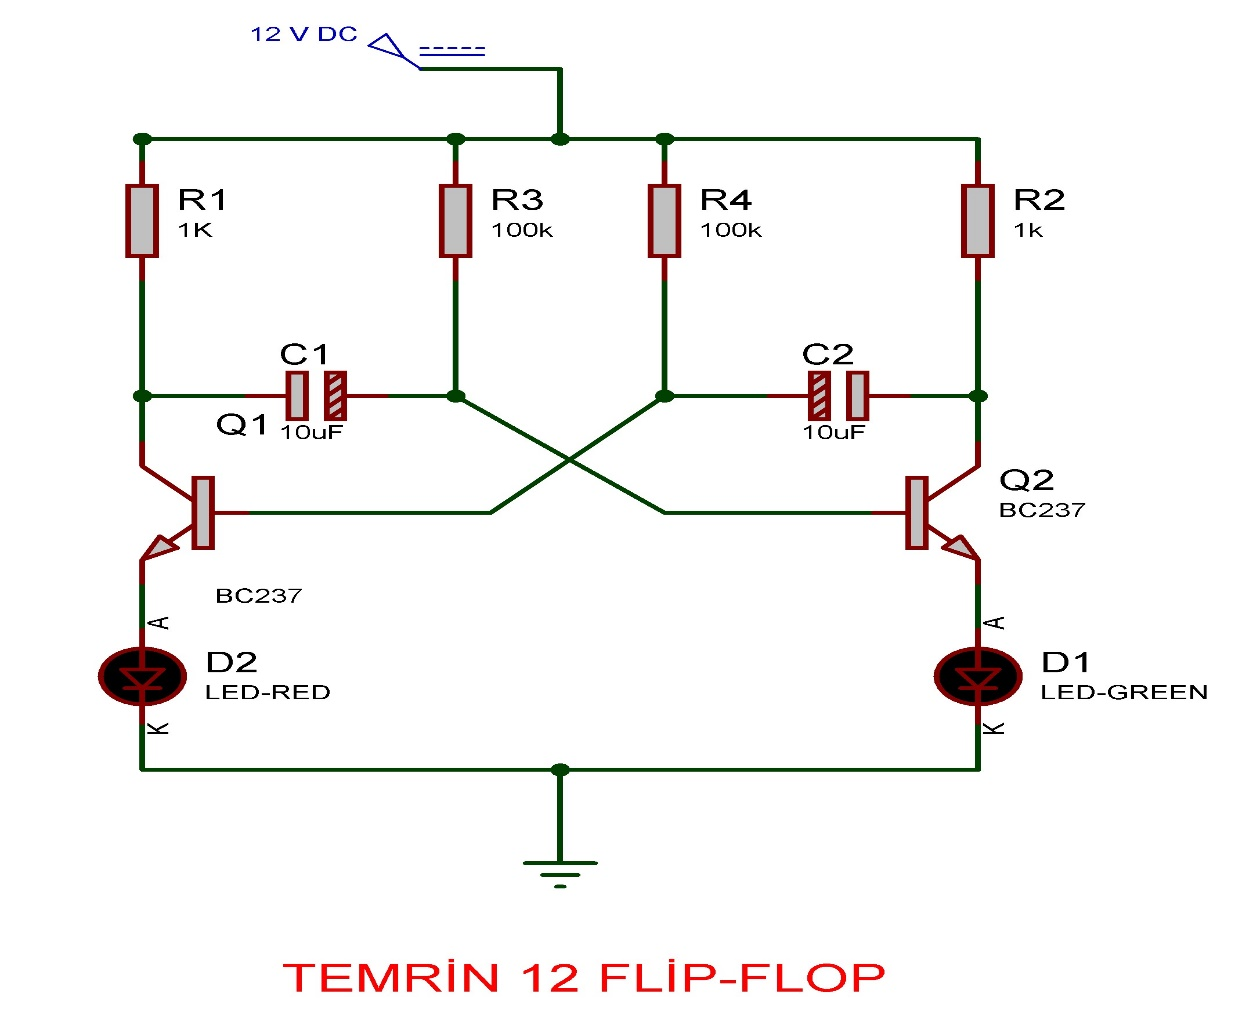 12 V DC
R1
1K
R3
100k
R4
100k
R2
1k
C1
10uF
C2
10uF
Q1
BC237
Q2
BC237
A
D2
LED-RED
K
A
D1
LED-GREEN
K
TEMRİN 12 FLİP-FLOP